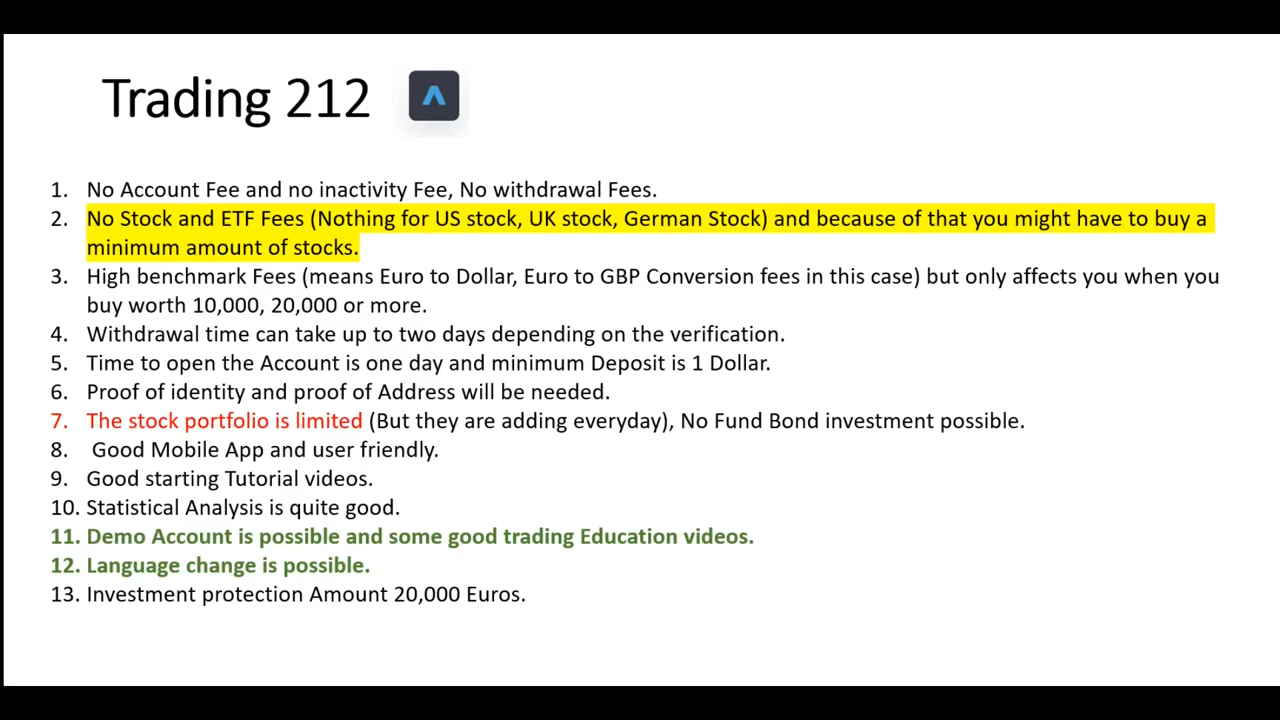 Trading 212
1. No Account Fee and no inactivity Fee, No withdrawal Fees.
2. No Stock and ETF Fees (Nothing for US stock, UK stock, German Stock) and because of that you might have to buy a
minimum amount of stocks.
3. High benchmark Fees (means Euro to Dollar, Euro to GBP Conversion fees in this case) but only affects you when you
buy worth 10,000, 20,000 or more.
4. Withdrawal time can take up to two days depending on the verification.
5. Time to open the Account is one day and minimum Deposit is 1 Dollar.
6. Proof of identity and proof of Address will be needed.
7. The stock portfolio is limited (But they are adding everyday), No Fund Bond investment possible.
8. Good Mobile App and user friendly.
9. Good starting Tutorial videos.
10. Statistical Analysis is quite good.
11. Demo Account is possible and some good trading Education videos.
12. Language change is possible.
13. Investment protection Amount 20,000 Euros.